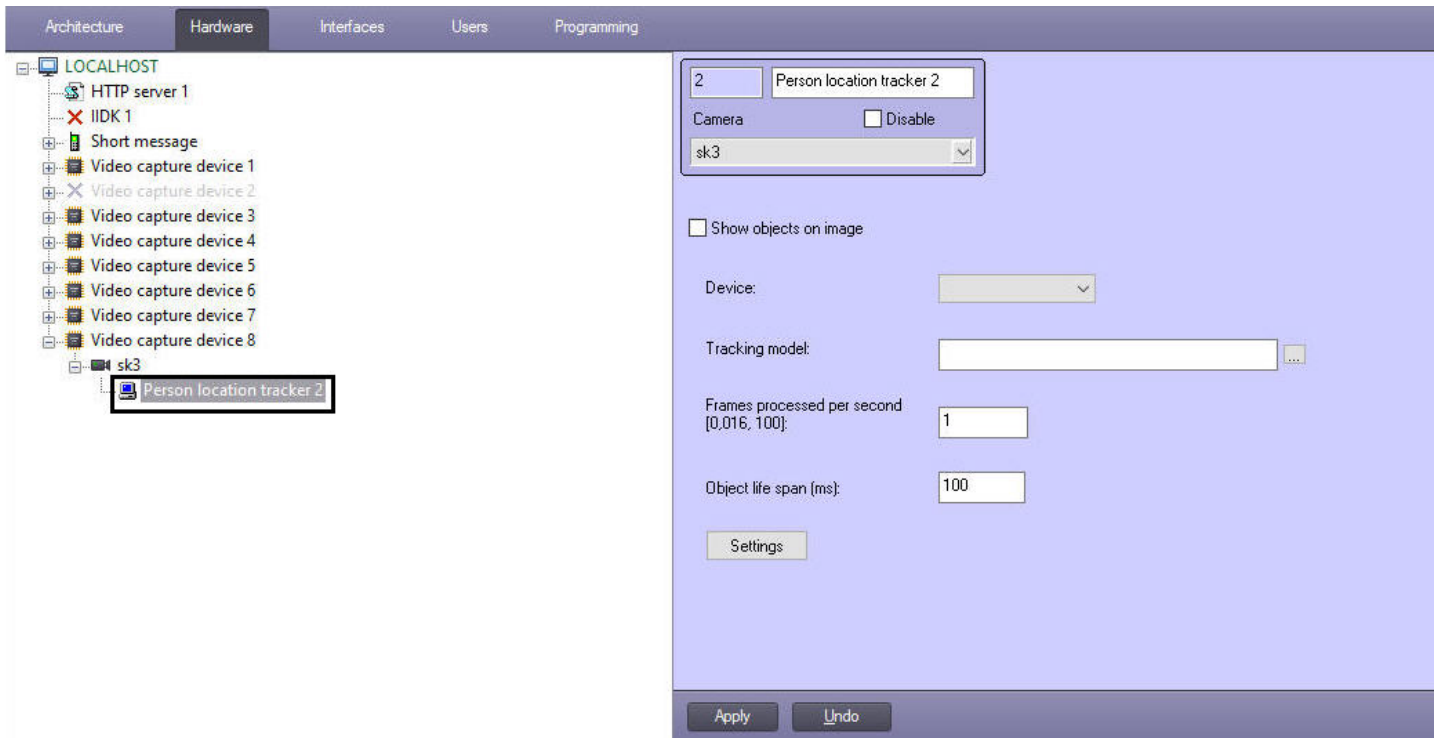 Architecture Hardware Interfaces Users Programming
LOCALHOST
HTTP server 1
IIDK 1
Short message
Video capture device 1
Video capture device 2
Video capture device 3
Video capture device 4
Video capture device 5
Video capture device 6
Video capture device 7
Video capture device 8
sk3
Person location tracker 2
2 Person location tracker 2
Camera Disable
sk3
Show objects on image
Device:
Tracking model: ...
Frames processed per second
[0,016, 100]: 1
Object life span (ms): 100
Settings
Apply Undo